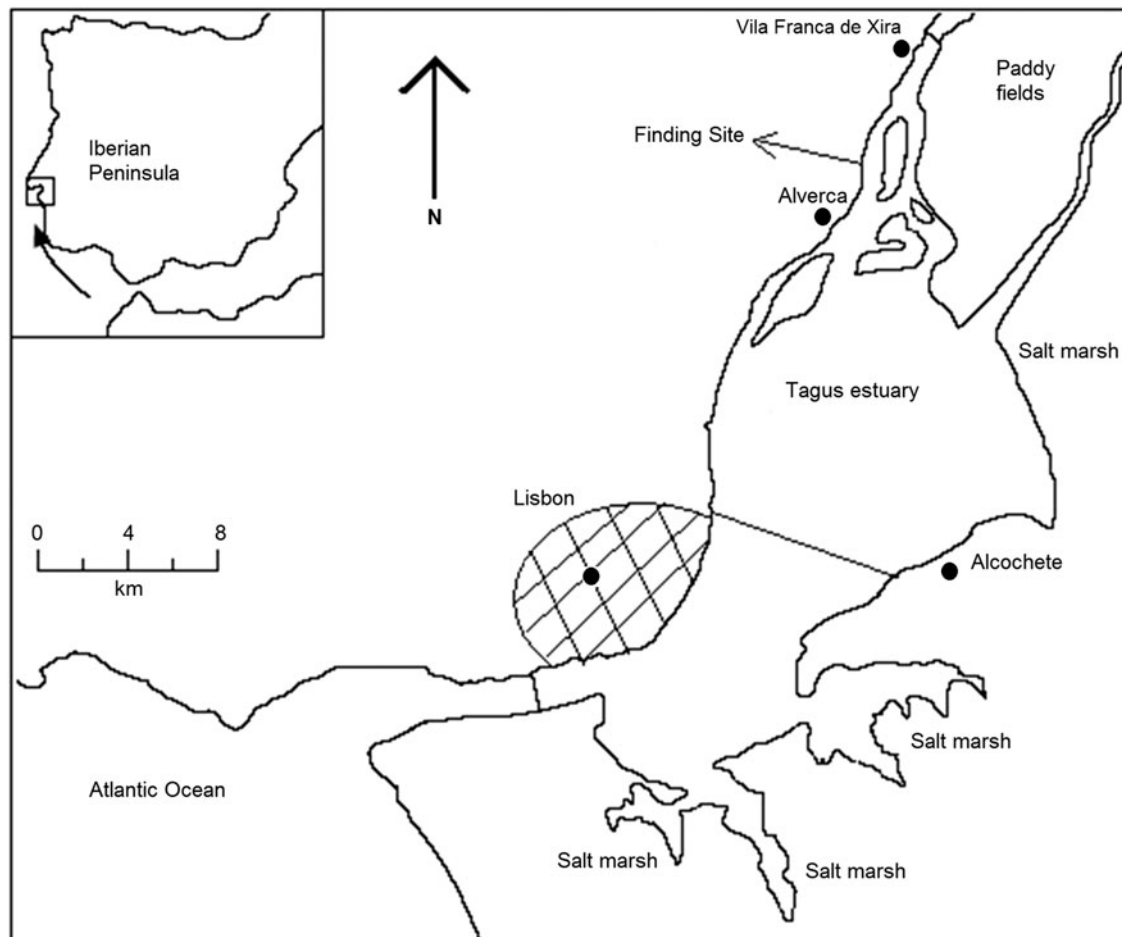 Vila Franca de Xira
Paddy
fields
Iberian
Peninsula
Finding Site
Alverca
N
Salt marsh
Tagus estuary
Lisbon
0 4 8
km
Alcochete
Salt marsh
Atlantic Ocean
Salt marsh
Salt marsh